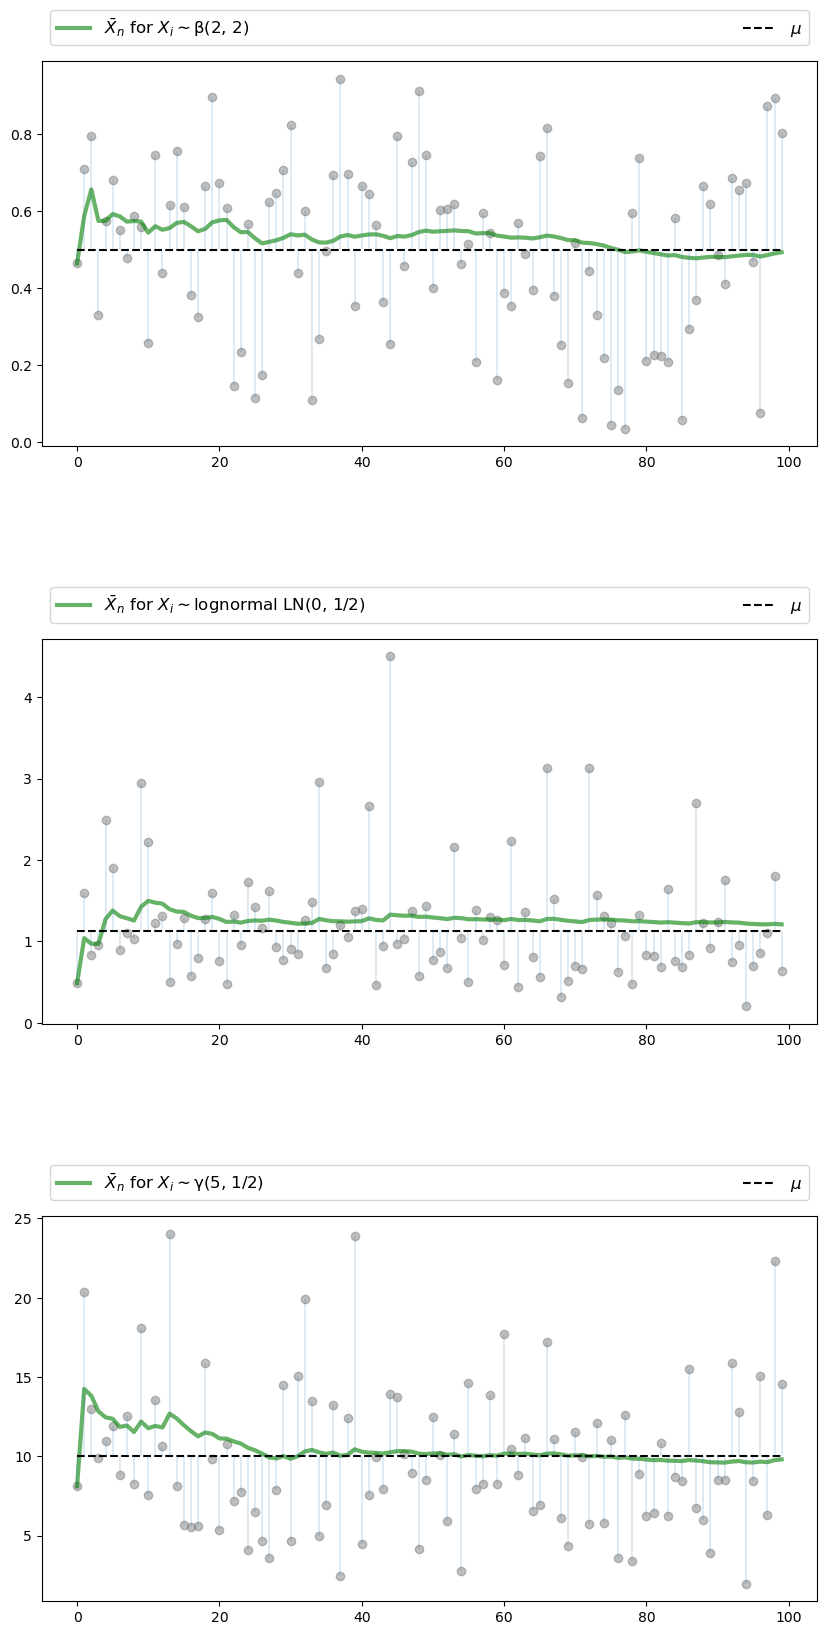 X̄ₙ for Xᵢ ~ β(2, 2) μ
0.8
0.6
0.4
0.2
0.0
0 20 40 60 80 100
X̄ₙ for Xᵢ ~ lognormal LN(0, 1/2) μ
4
3
2
1
0
0 20 40 60 80 100
X̄ₙ for Xᵢ ~ γ(5, 1/2) μ
25
20
15
10
5
0 20 40 60 80 100